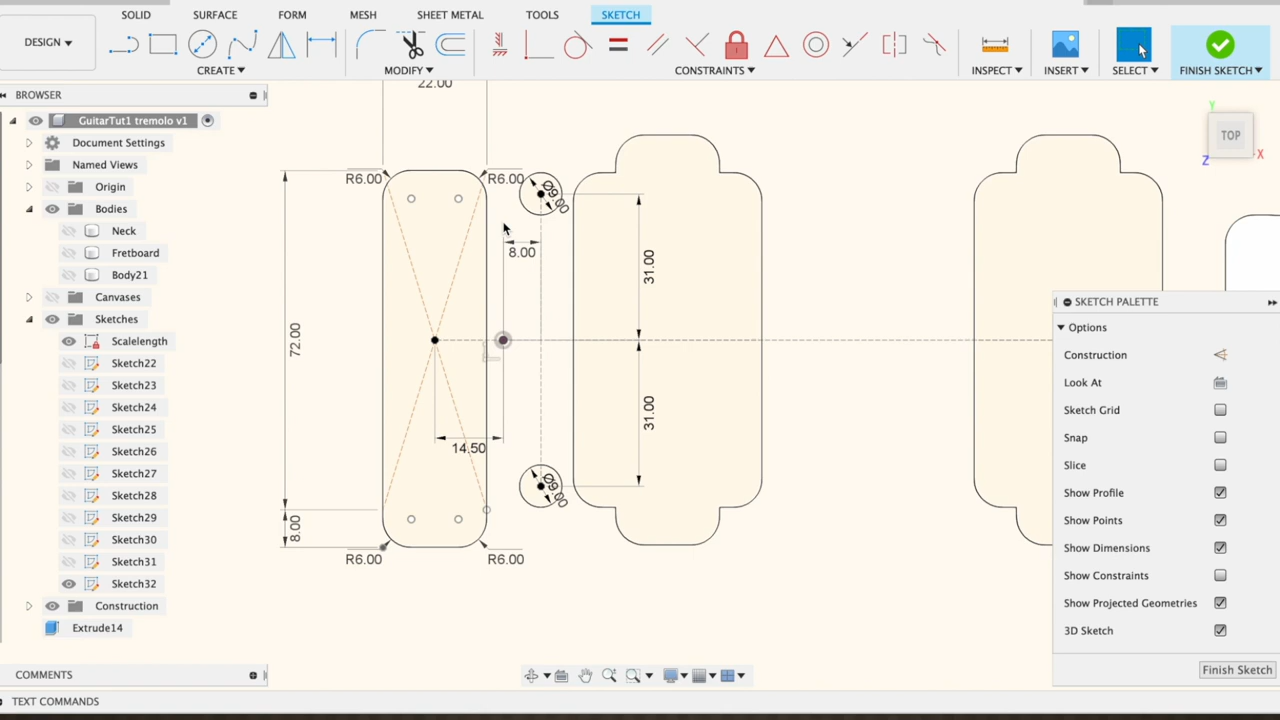 SOLID SURFACE FORM MESH SHEET METAL TOOLS SKETCH
DESIGN
CREATE MODIFY CONSTRAINTS INSPECT INSERT SELECT FINISH SKETCH
BROWSER
GuitarTut1 tremolo v1
Document Settings
Named Views
Origin
Bodies
Neck
Fretboard
Body21
Canvases
Sketches
Scalelength
Sketch22
Sketch23
Sketch24
Sketch25
Sketch26
Sketch27
Sketch28
Sketch29
Sketch30
Sketch31
Sketch32
Construction
Extrude14
22.00
R6.00
R6.00
Ø9.00
8.00
31.00
72.00
31.00
14.50
Ø9.00
8.00
R6.00
R6.00
TOP
X
Y
Z
SKETCH PALETTE
Options
Construction
Look At
Sketch Grid
Snap
Slice
Show Profile
Show Points
Show Dimensions
Show Constraints
Show Projected Geometries
3D Sketch
Finish Sketch
COMMENTS
TEXT COMMANDS